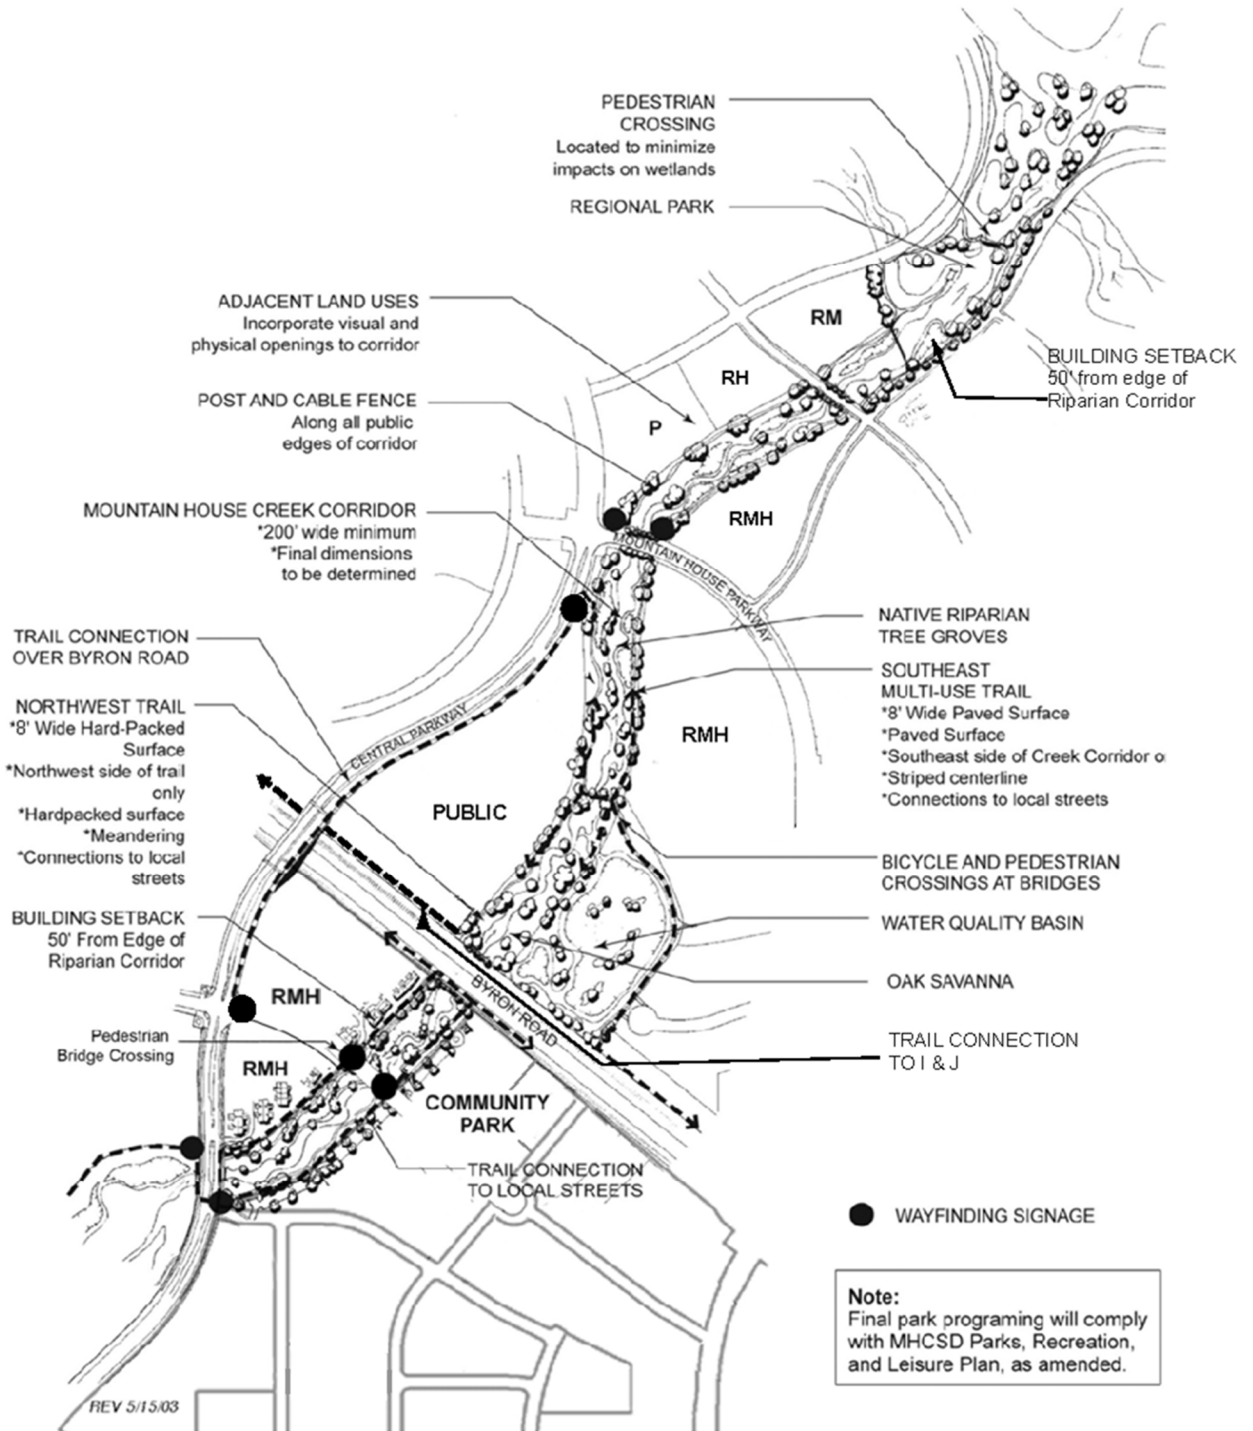 PEDESTRIAN
CROSSING
Located to minimize
impacts on wetlands
REGIONAL PARK
ADJACENT LAND USES
Incorporate visual and
physical openings to corridor
RM
RH
P
BUILDING SETBACK
50' from edge of
Riparian Corridor
POST AND CABLE FENCE
Along all public
edges of corridor
MOUNTAIN HOUSE CREEK CORRIDOR
*200' wide minimum
*Final dimensions
to be determined
RMH
MOUNTAIN HOUSE PARKWAY
TRAIL CONNECTION
OVER BYRON ROAD
NATIVE RIPARIAN
TREE GROVES
SOUTHEAST
MULTI-USE TRAIL
*8' Wide Paved Surface
*Paved Surface
*Southeast side of Creek Corridor o
*Striped centerline
*Connections to local streets
NORTHWEST TRAIL
*8' Wide Hard-Packed
Surface
*Northwest side of trail
only
*Hardpacked surface
*Meandering
*Connections to local
streets
CENTRAL PARKWAY
RMH
PUBLIC
BICYCLE AND PEDESTRIAN
CROSSINGS AT BRIDGES
BUILDING SETBACK
50' From Edge of
Riparian Corridor
WATER QUALITY BASIN
OAK SAVANNA
BYRON ROAD
RMH
Pedestrian
Bridge Crossing
RMH
TRAIL CONNECTION
TO I & J
COMMUNITY
PARK
TRAIL CONNECTION
TO LOCAL STREETS
WAYFINDING SIGNAGE
Note:
Final park programing will comply
with MHCSD Parks, Recreation,
and Leisure Plan, as amended.
REV 5/15/03